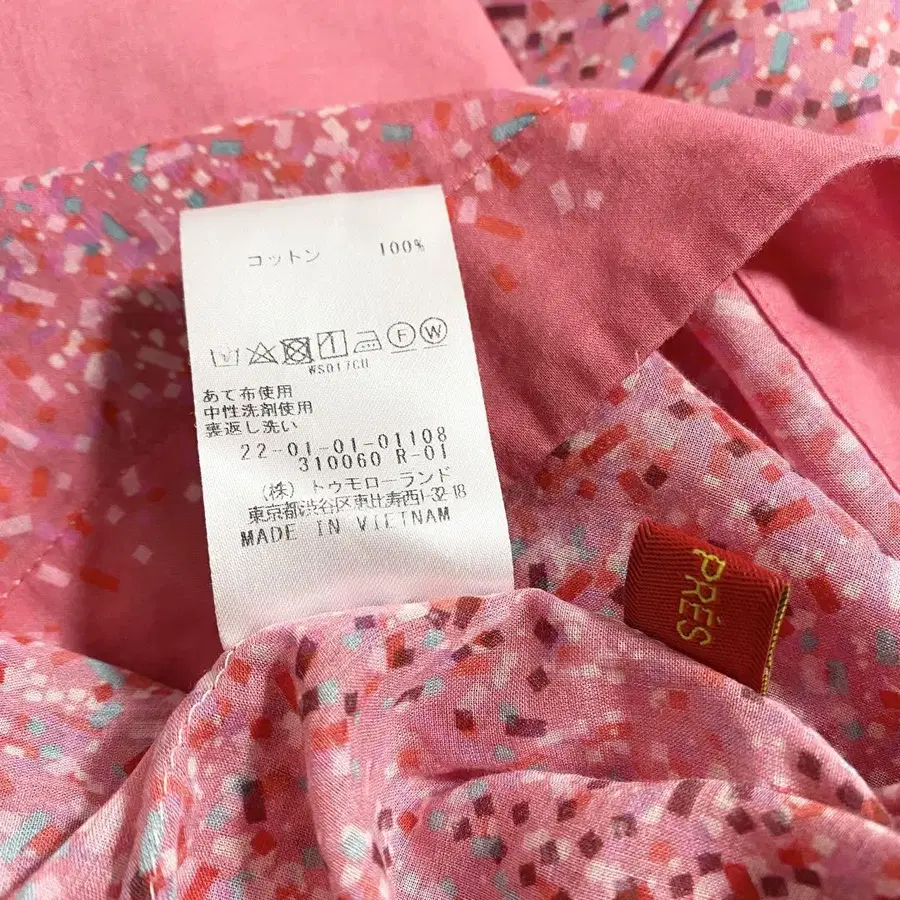 コットン 100%
WS017CU
あて布使用
中性洗剤使用
裏返し洗い
22-01-01-01108
310060 R-01
(株) トゥモローランド
東京都渋谷区恵比寿西1-32-18
MADE IN VIETNAM
PRÉS